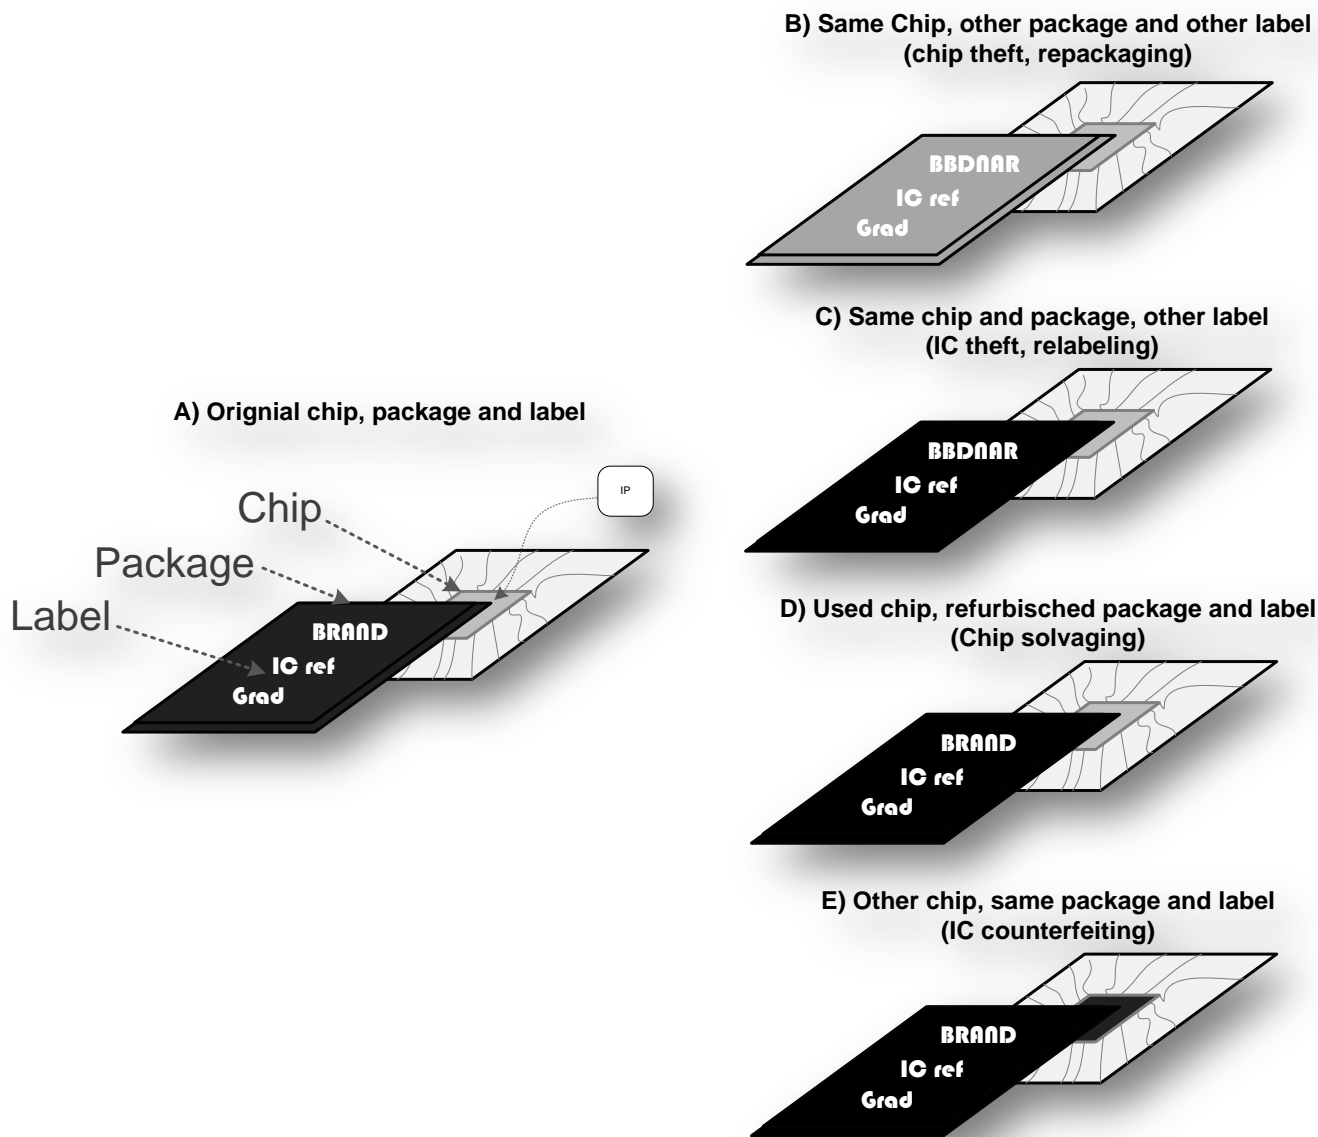 A) Orignial chip, package and label
IP
Chip
Package
Label
BRAND
IC ref
Grad
B) Same Chip, other package and other label
(chip theft, repackaging)
BBDNAR
IC ref
Grad
C) Same chip and package, other label
(IC theft, relabeling)
BBDNAR
IC ref
Grad
D) Used chip, refurbisched package and label
(Chip solvaging)
BRAND
IC ref
Grad
E) Other chip, same package and label
(IC counterfeiting)
BRAND
IC ref
Grad